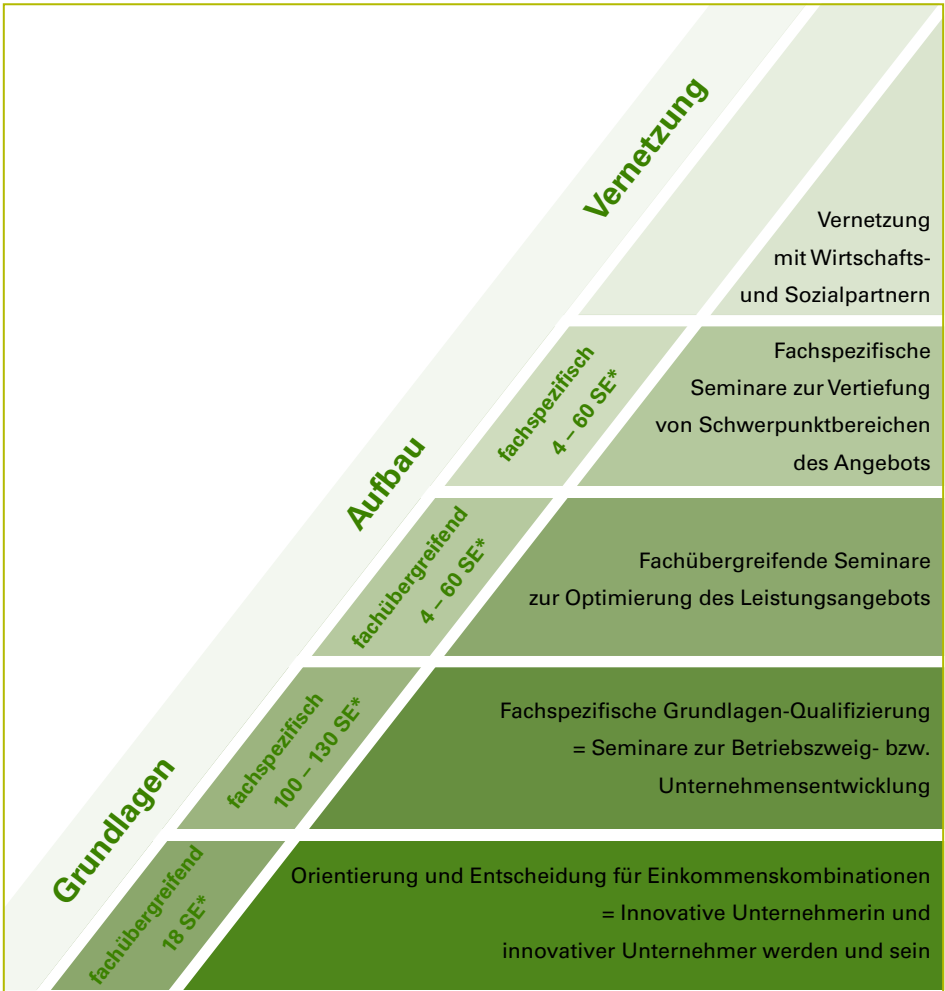 Vernetzung
Vernetzung
mit Wirtschafts-
und Sozialpartnern
Aufbau
fachspezifisch
4 – 60 SE*
Fachspezifische
Seminare zur Vertiefung
von Schwerpunktbereichen
des Angebots
fachübergreifend
4 – 60 SE*
Fachübergreifende Seminare
zur Optimierung des Leistungsangebots
Grundlagen
fachspezifisch
100 – 130 SE*
Fachspezifische Grundlagen-Qualifizierung
= Seminare zur Betriebszweig- bzw.
Unternehmensentwicklung
fachübergreifend
18 SE*
Orientierung und Entscheidung für Einkommenskombinationen
= Innovative Unternehmerin und
innovativer Unternehmer werden und sein